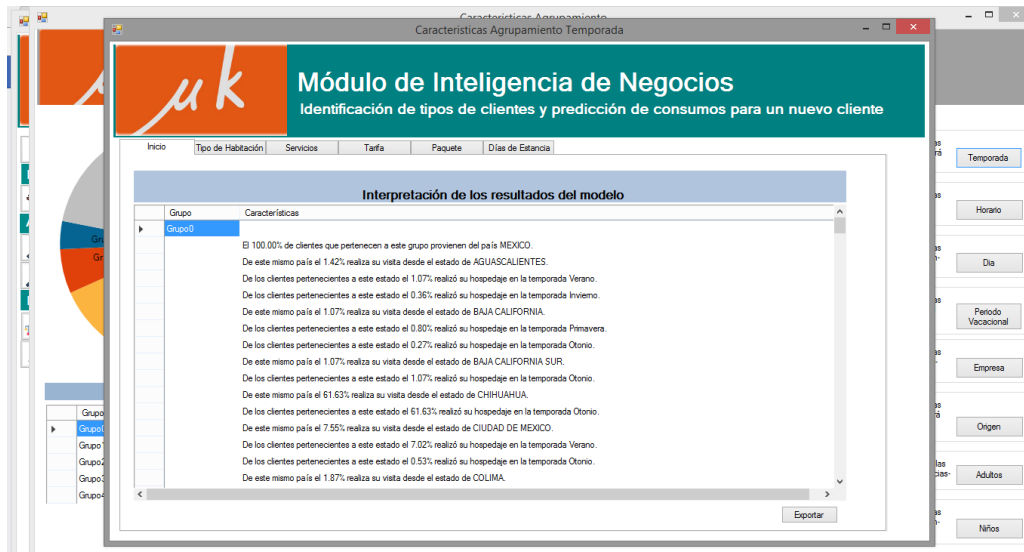 Caracteristicas Agrupamiento
Caracteristicas Agrupamiento Temporada
μk
Módulo de Inteligencia de Negocios
Identificación de tipos de clientes y predicción de consumos para un nuevo cliente
Inicio Tipo de Habitación Servicios Tarifa Paquete Días de Estancia
Interpretación de los resultados del modelo
Grupo Características
Grupo0
El 100.00% de clientes que pertenecen a este grupo provienen del país MEXICO.
De este mismo país el 1.42% realiza su visita desde el estado de AGUASCALIENTES.
De los clientes pertenecientes a este estado el 1.07% realizó su hospedaje en la temporada Verano.
De los clientes pertenecientes a este estado el 0.36% realizó su hospedaje en la temporada Invierno.
De este mismo país el 1.07% realiza su visita desde el estado de BAJA CALIFORNIA.
De los clientes pertenecientes a este estado el 0.80% realizó su hospedaje en la temporada Primavera.
De los clientes pertenecientes a este estado el 0.27% realizó su hospedaje en la temporada Otonio.
De este mismo país el 1.07% realiza su visita desde el estado de BAJA CALIFORNIA SUR.
De los clientes pertenecientes a este estado el 1.07% realizó su hospedaje en la temporada Otonio.
De este mismo país el 61.63% realiza su visita desde el estado de CHIHUAHUA.
De los clientes pertenecientes a este estado el 61.63% realizó su hospedaje en la temporada Otonio.
De este mismo país el 7.55% realiza su visita desde el estado de CIUDAD DE MEXICO.
De los clientes pertenecientes a este estado el 7.02% realizó su hospedaje en la temporada Verano.
De los clientes pertenecientes a este estado el 0.53% realizó su hospedaje en la temporada Otonio.
De este mismo país el 1.87% realiza su visita desde el estado de COLIMA.
Exportar
Grupo
Grupo
Grupo
Grupo
Grupo
Grupo
Temporada
Horario
Dia
Periodo
Vacacional
Empresa
Origen
Adultos
Niños